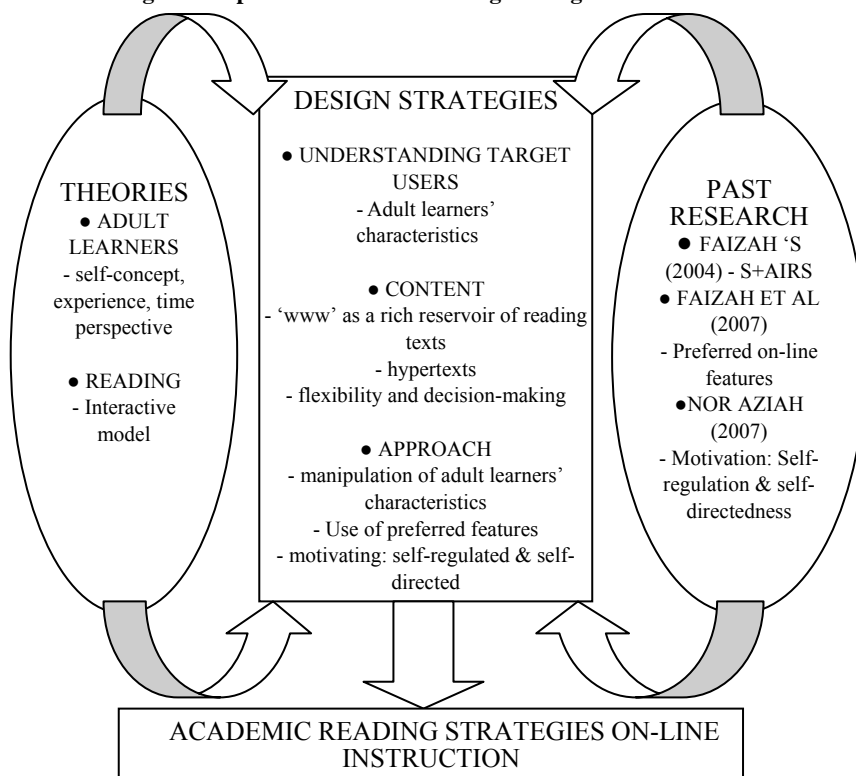 THEORIES
● ADULT
LEARNERS
- self-concept,
experience, time
perspective
● READING
- Interactive
model
DESIGN STRATEGIES
● UNDERSTANDING TARGET
USERS
- Adult learners’
characteristics
● CONTENT
- ‘www’ as a rich reservoir of reading
texts
- hypertexts
- flexibility and decision-making
● APPROACH
- manipulation of adult learners’
characteristics
- Use of preferred features
- motivating: self-regulated & self-
directed
PAST
RESEARCH
● FAIZAH ‘S
(2004) - S+AIRS
● FAIZAH ET AL
(2007)
- Preferred on-line
features
●NOR AZIAH
(2007)
- Motivation: Self-
regulation & self-
directedness
ACADEMIC READING STRATEGIES ON-LINE
INSTRUCTION